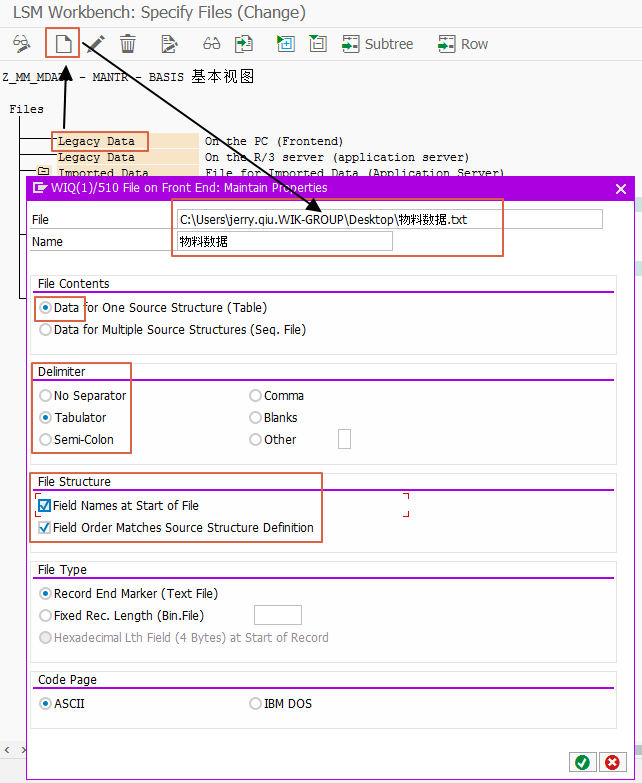 LSM Workbench: Specify Files (Change)
Subtree Row
- MANTR - BASIS 基本视图
Files
Legacy Data On the PC (Frontend)
Legacy Data On the R/3 server (application server)
Imported Data File for Imported Data (Application Server)
WIQ(1)/510 File on Front End: Maintain Properties
File C:\Users\jerry.qiu.WIK-GROUP\Desktop\物料数据.txt
Name 物料数据
File Contents
Data for One Source Structure (Table)
Data for Multiple Source Structures (Seq. File)
Delimiter
No Separator Comma
Tabulator Blanks
Semi-Colon Other
File Structure
Field Names at Start of File
Field Order Matches Source Structure Definition
File Type
Record End Marker (Text File)
Fixed Rec. Length (Bin.File)
Hexadecimal Lth Field (4 Bytes) at Start of Record
Code Page
ASCII IBM DOS